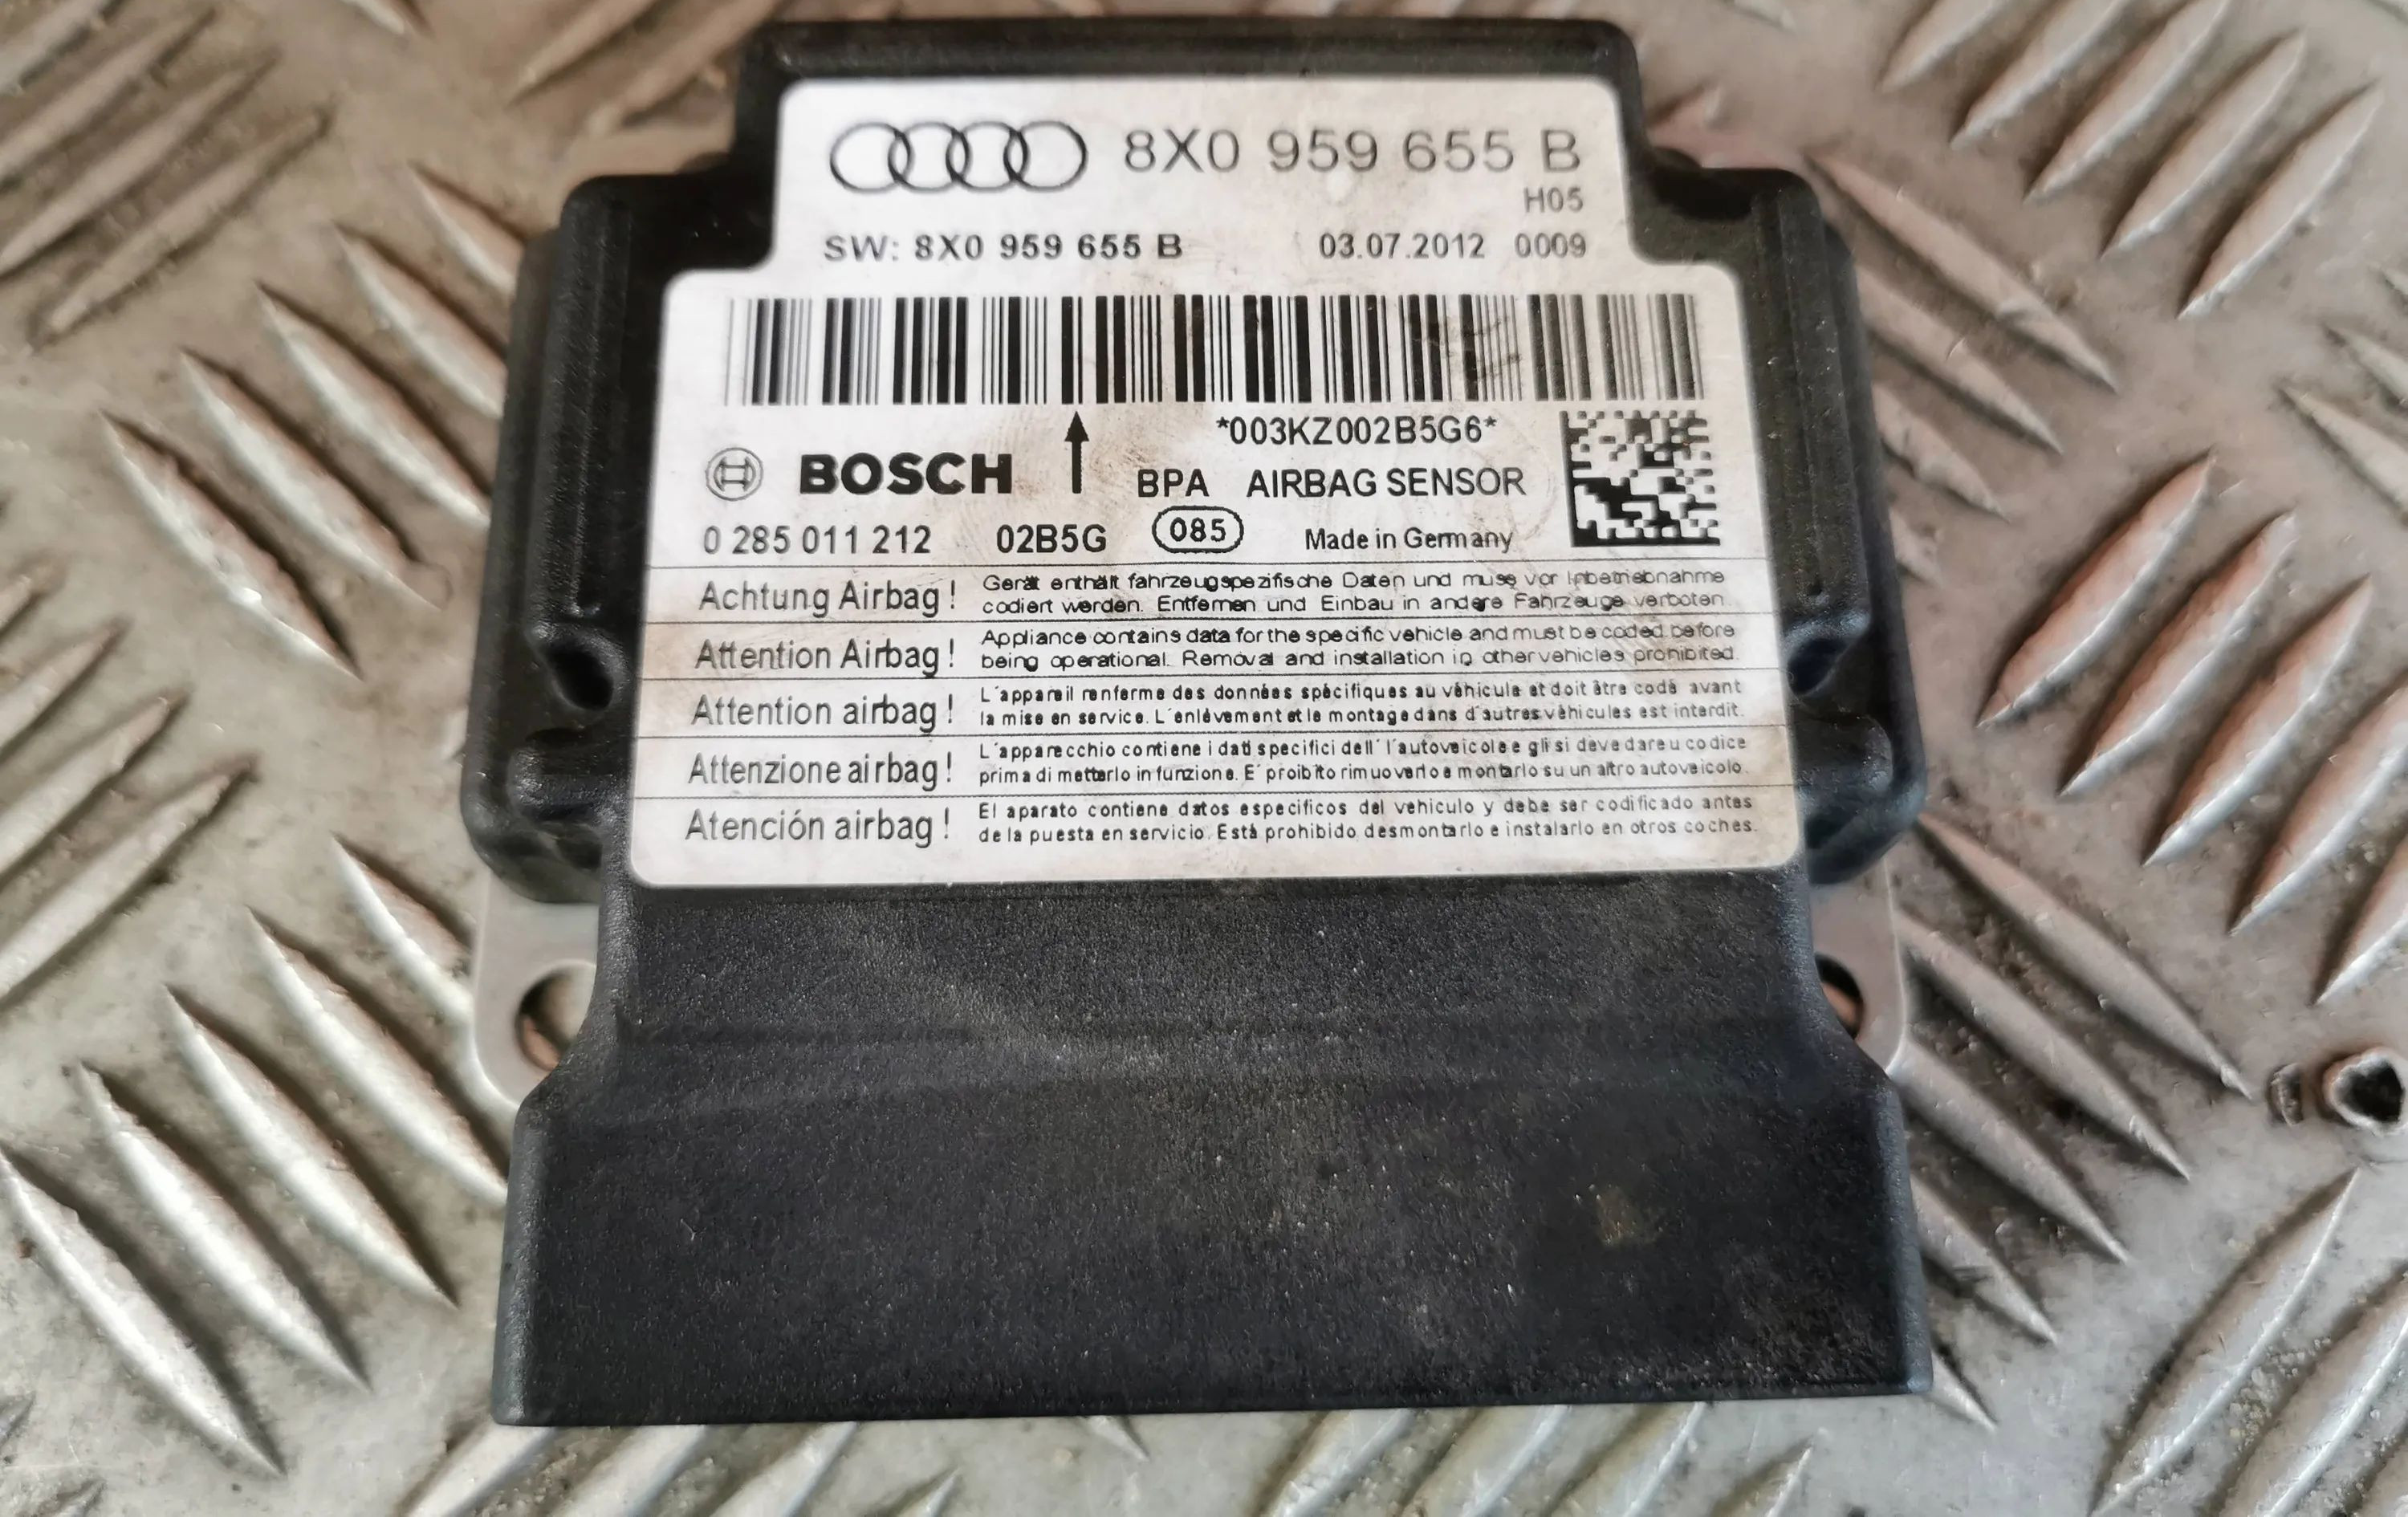 8X0 959 655 B
H05
SW: 8X0 959 655 B 03.07.2012 0009
*003KZ002B5G6*
BOSCH BPA AIRBAG SENSOR
0 285 011 212 02B5G 085 Made in Germany
Achtung Airbag! Gerät enthält fahrzeugspezifische Daten und muss vor Inbetriebnahme
codiert werden. Entfernen und Einbau in andere Fahrzeuge verboten.
Attention Airbag! Appliance contains data for the specific vehicle and must be coded before
being operational. Removal and installation in other vehicles prohibited.
Attention airbag! L'appareil renferme des données spécifiques au véhicule et doit être codé avant
la mise en service. L'enlévement et le montage dans d'autres véhicules est interdit.
Attenzione airbag! L'apparecchio contiene i dati specifici dell' l'autoveicolo e gli si deve dare u codice
prima di metterlo in funzione. E' proibito rimuoverlo e montarlo su un altro autoveicolo.
Atención airbag! El aparato contiene datos especificos del vehiculo y debe ser codificado antes
de la puesta en servicio. Está prohibido desmontarlo e instalarlo en otros coches.